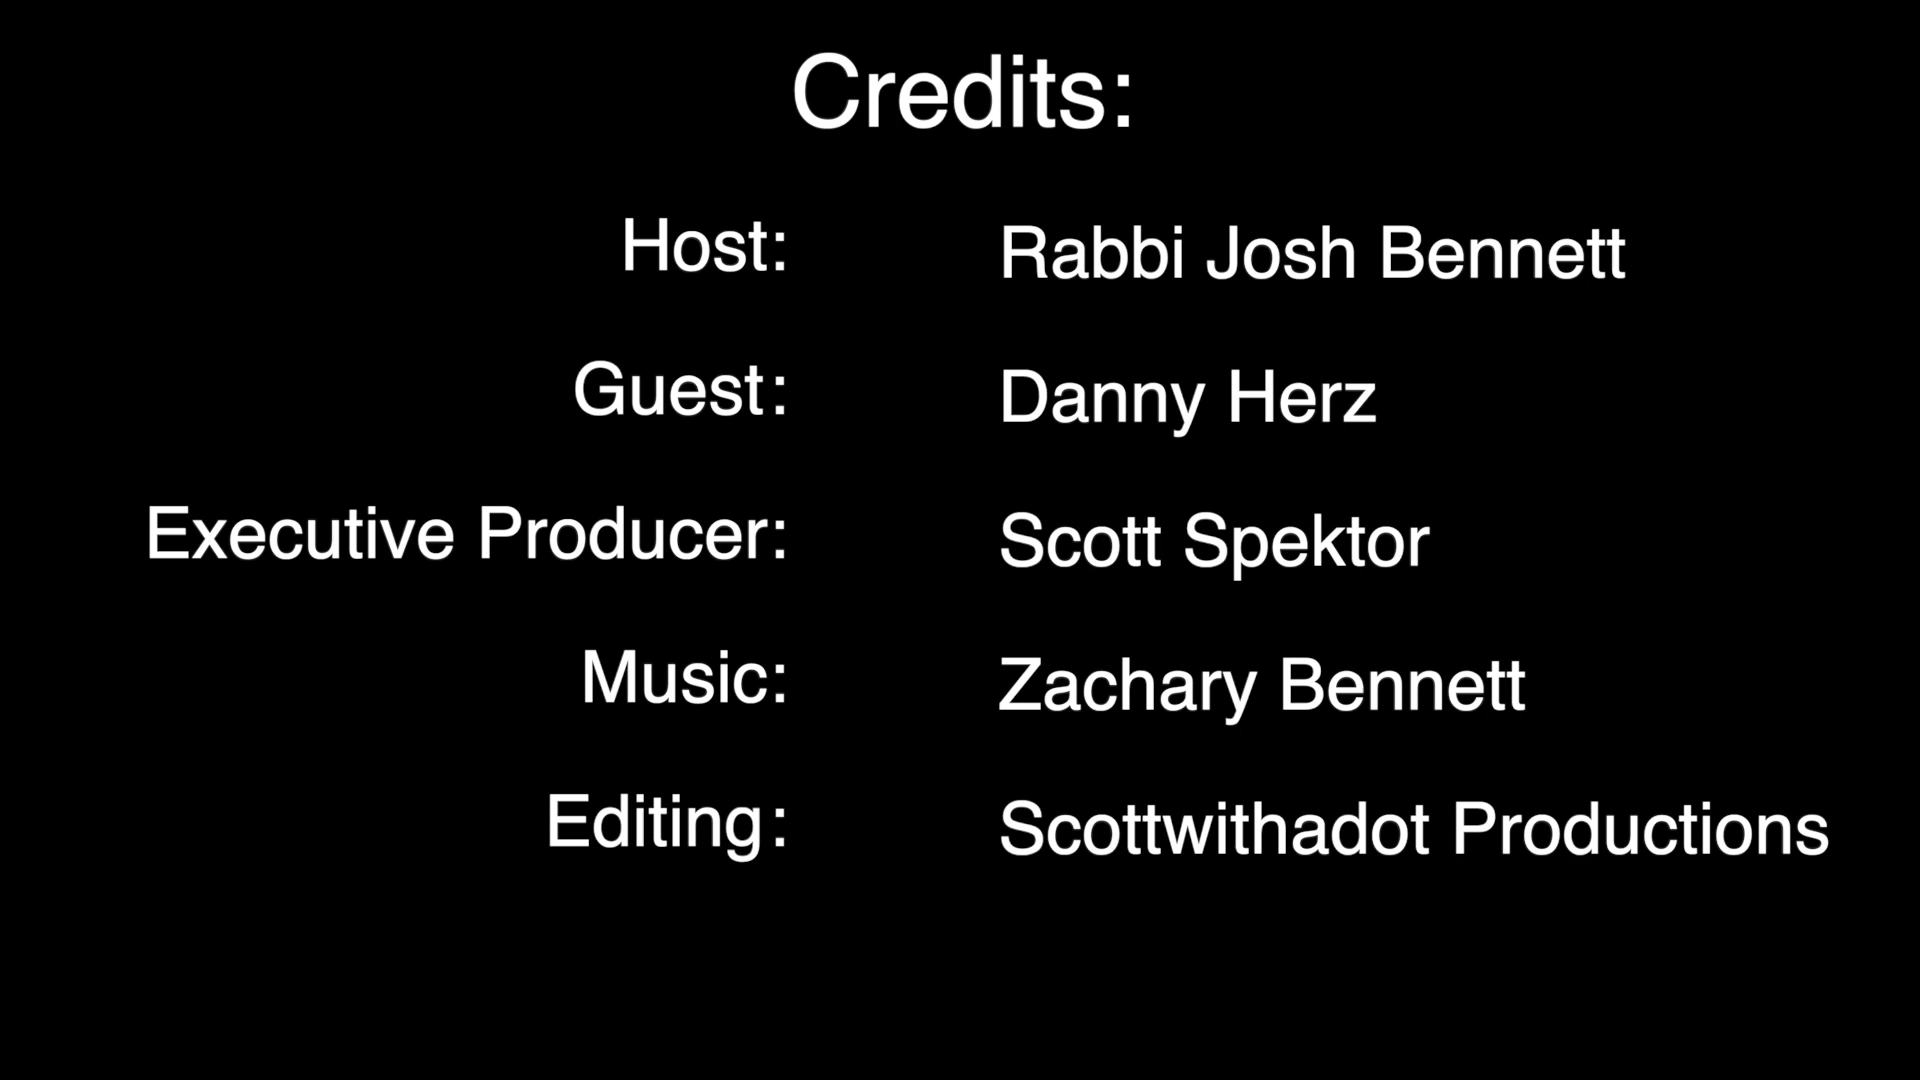 Credits:
Host: Rabbi Josh Bennett
Guest: Danny Herz
Executive Producer: Scott Spektor
Music: Zachary Bennett
Editing: Scottwithadot Productions